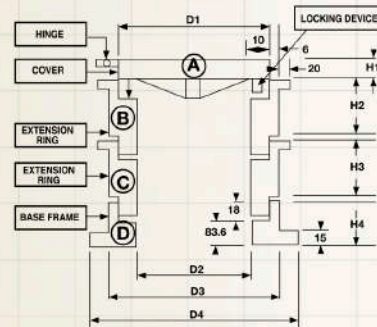 D1
LOCKING DEVICE
HINGE
10
6
COVER
A
20
H1
B
H2
EXTENSION
RING
EXTENSION
RING
C
H3
BASE FRAME
18
D
83.6
15
H4
D2
D3
D4